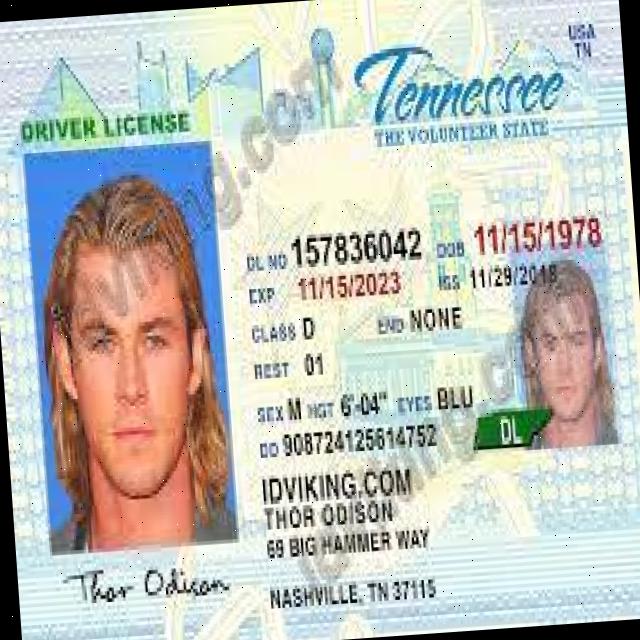 USA
TN
Tennessee
THE VOLUNTEER STATE
DRIVER LICENSE
DL NO 157836042 DOB 11/15/1978
EXP 11/15/2023 ISS 11/29/2018
CLASS D END NONE
REST 01
SEX M HGT 6'-04" EYES BLU
DD 908724125614752
DL
IDVIKING.COM
THOR ODISON
69 BIG HAMMER WAY
NASHVILLE, TN 37115
Thor Odison